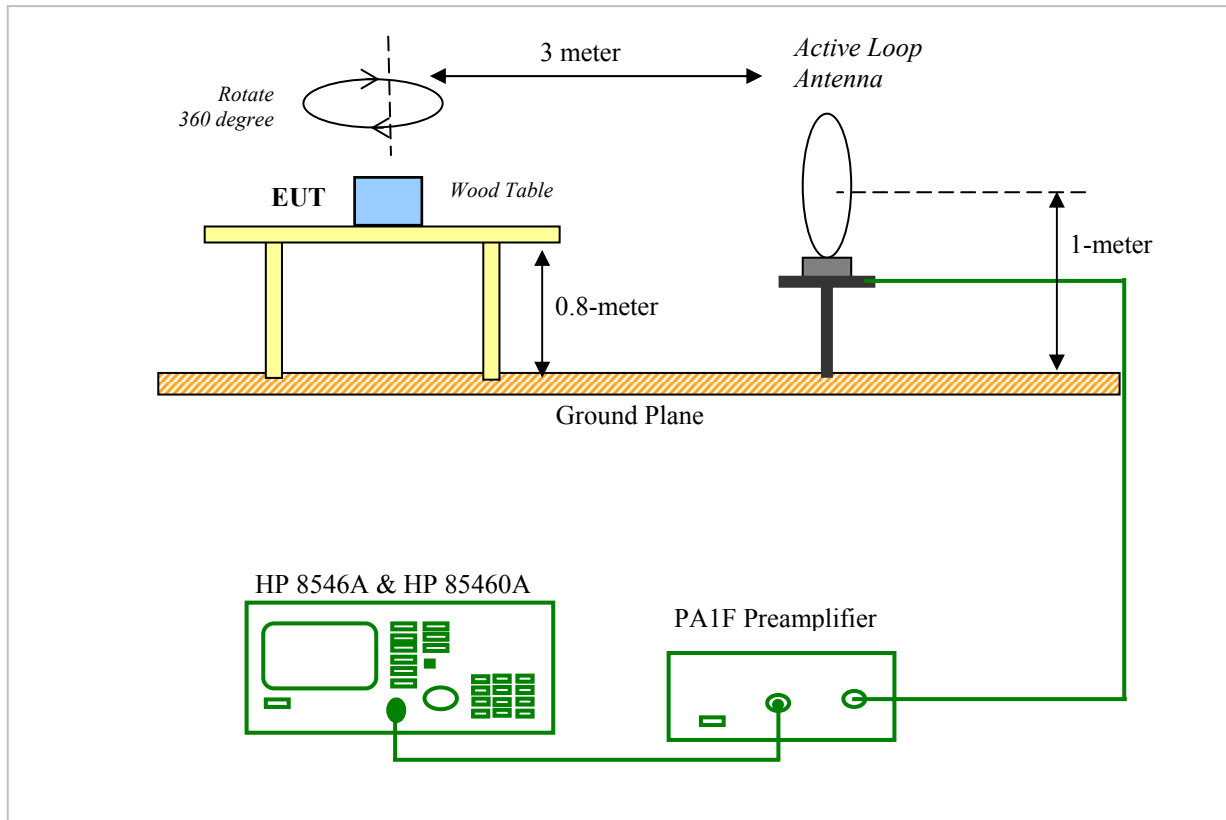 3 meter
Active Loop
Antenna
Rotate
360 degree
EUT
Wood Table
1-meter
0.8-meter
Ground Plane
HP 8546A & HP 85460A
PA1F Preamplifier